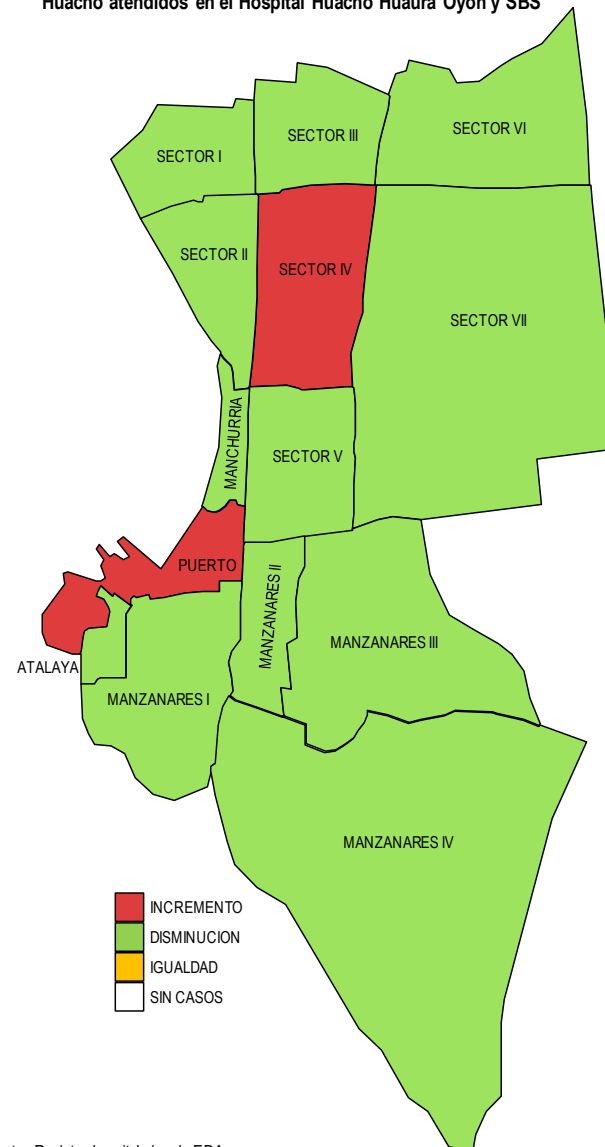 Huacho atendidos en el Hospital Huacho Huaura Oyon y SBS
SECTOR VI
SECTOR III
SECTOR I
SECTOR II
SECTOR IV
SECTOR VII
MANCHURRIA
SECTOR V
PUERTO
MANZANARES II
MANZANARES III
ATALAYA
MANZANARES I
MANZANARES IV
INCREMENTO
DISMINUCION
IGUALDAD
SIN CASOS